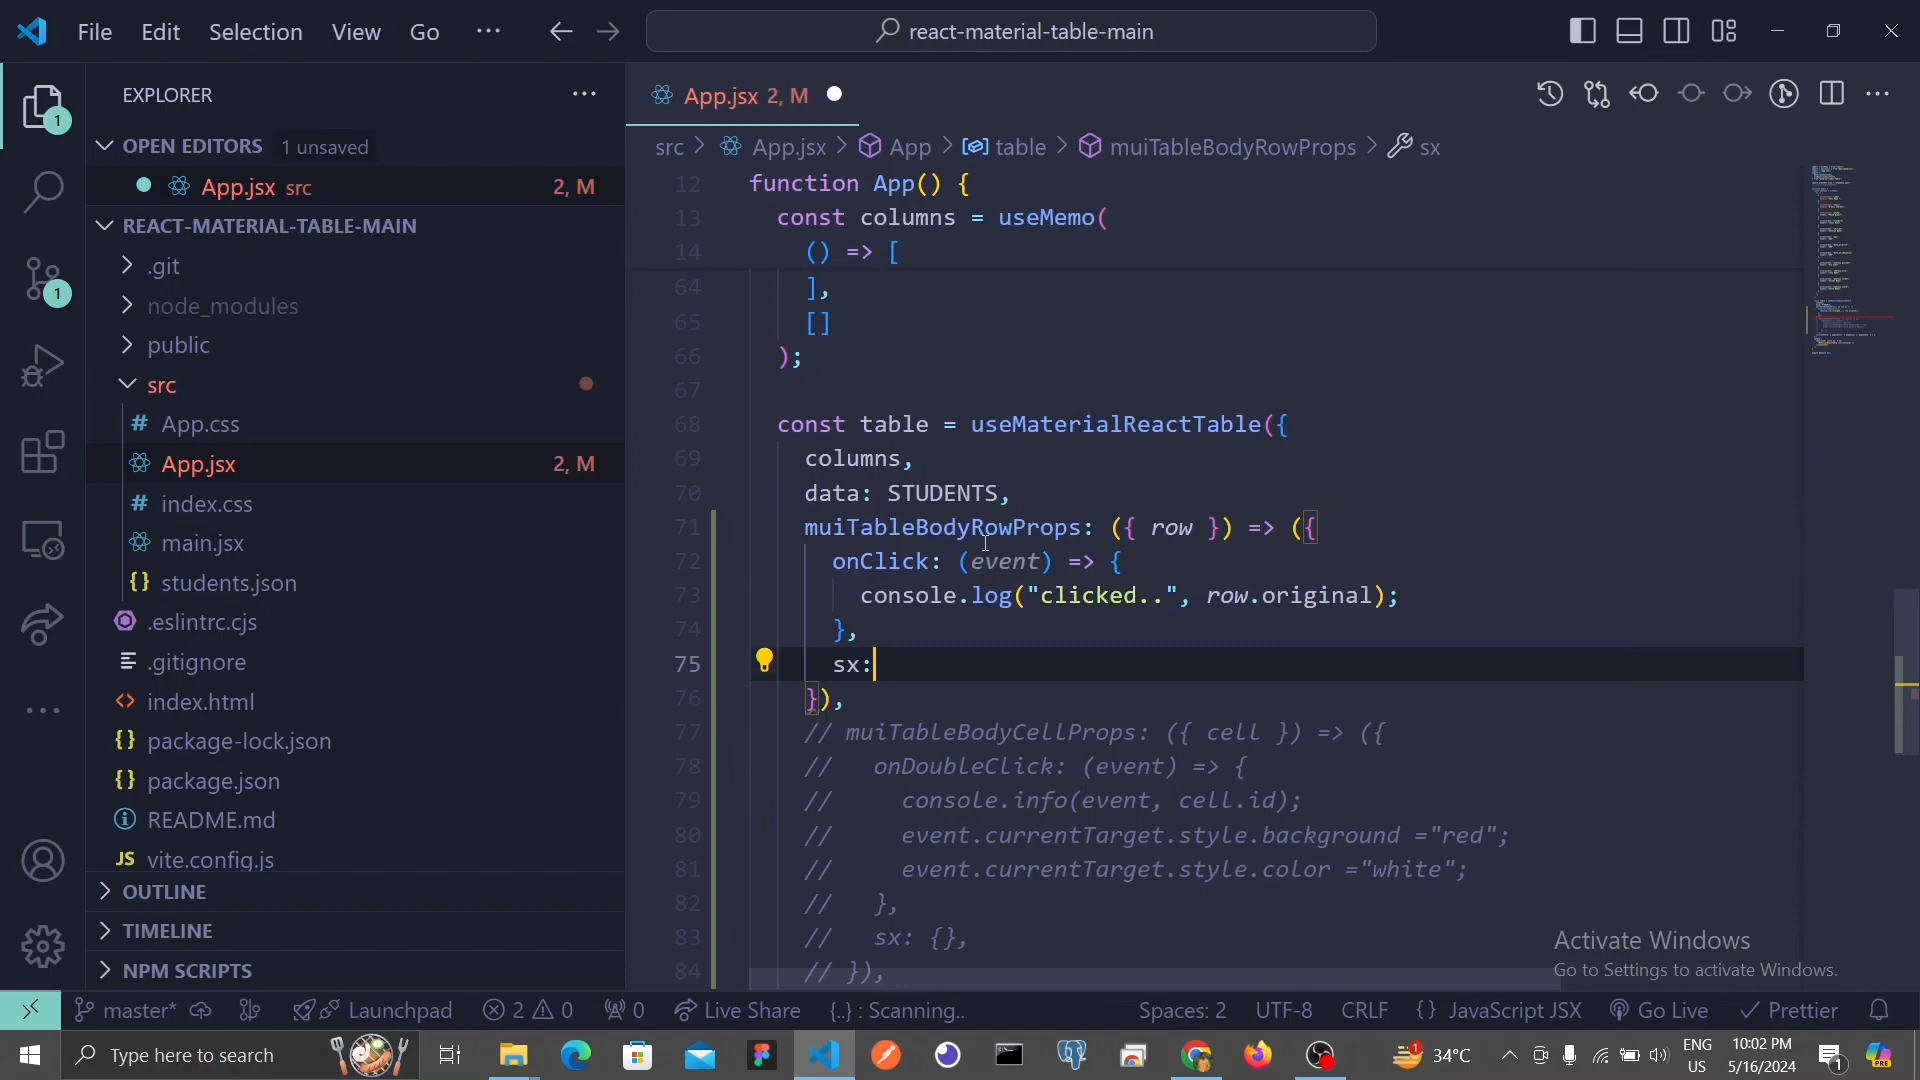 File Edit Selection View Go ···
react-material-table-main
EXPLORER
OPEN EDITORS 1 unsaved
App.jsx src 2, M
REACT-MATERIAL-TABLE-MAIN
.git
node_modules
public
src
App.css
App.jsx 2, M
index.css
main.jsx
students.json
.eslintrc.cjs
.gitignore
index.html
package-lock.json
package.json
README.md
vite.config.js
OUTLINE
TIMELINE
NPM SCRIPTS
1
1
App.jsx 2, M
src > App.jsx > App > table > muiTableBodyRowProps > sx
12 function App() {
13 const columns = useMemo(
14 () => [
64 ],
65 []
66 );
67
68 const table = useMaterialReactTable({
69 columns,
70 data: STUDENTS,
71 muiTableBodyRowProps: ({ row }) => ({
72 onClick: (event) => {
73 console.log("clicked..", row.original);
74 },
75 sx:
76 }),
77 // muiTableBodyCellProps: ({ cell }) => ({
78 // onDoubleClick: (event) => {
79 // console.info(event, cell.id);
80 // event.currentTarget.style.background ="red";
81 // event.currentTarget.style.color ="white";
82 // },
83 // sx: {},
84 // }),
Activate Windows
Go to Settings to activate Windows.
master* Launchpad 2 0 0 Live Share {..} : Scanning.. Spaces: 2 UTF-8 CRLF {} JavaScript JSX Go Live Prettier
Type here to search
34°C
ENG
US
10:02 PM
5/16/2024
1
PRE